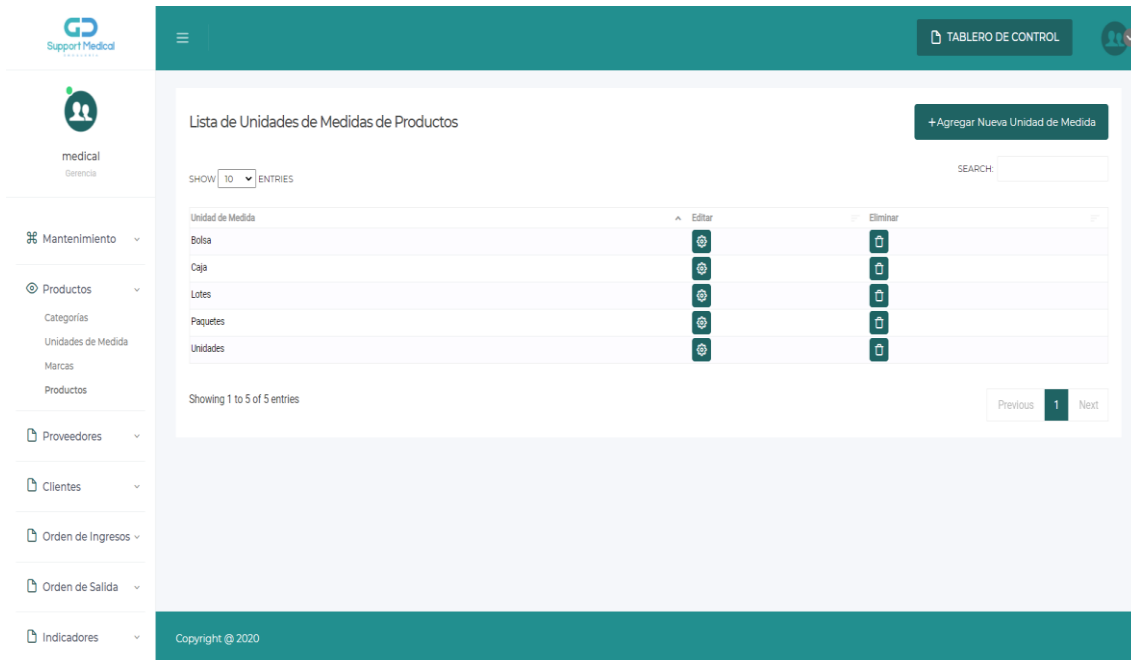 Support Medical
TABLERO DE CONTROL
medical
Gerencia
Mantenimiento
Productos
Categorías
Unidades de Medida
Marcas
Productos
Proveedores
Clientes
Orden de Ingresos
Orden de Salida
Indicadores
Lista de Unidades de Medidas de Productos
+Agregar Nueva Unidad de Medida
SHOW 10 ENTRIES
SEARCH:
Unidad de Medida Editar Eliminar
Bolsa
Caja
Lotes
Paquetes
Unidades
Showing 1 to 5 of 5 entries
Previous 1 Next
Copyright @ 2020